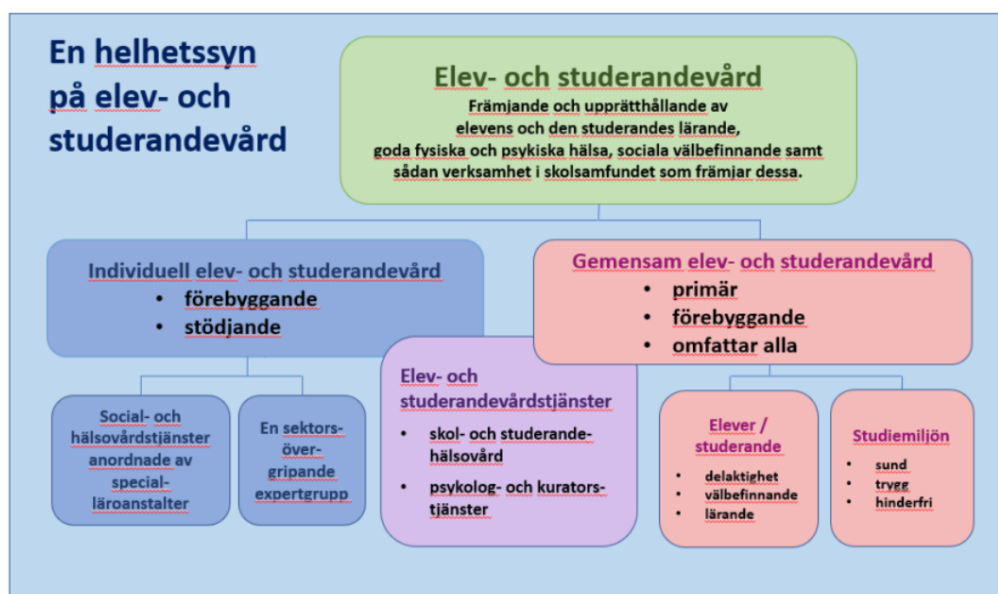 En helhetssyn
på elev- och
studerandevård
Elev- och studerandevård
Främjande och upprätthållande av
elevens och den studerandes lärande,
goda fysiska och psykiska hälsa, sociala välbefinnande samt
sådan verksamhet i skolsamfundet som främjar dessa.
Individuell elev- och studerandevård
• förebyggande
• stödjande
Gemensam elev- och studerandevård
• primär
• förebyggande
• omfattar alla
Social- och
hälsovårdstjänster
anordnade av
special-
läroanstalter
En sektors-
över-
gripande
expertgrupp
Elev- och
studerandevårdstjänster
• skol- och studerande-
hälsovård
• psykolog- och kurators-
tjänster
Elever /
studerande
• delaktighet
• välbefinnande
• lärande
Studiemiljön
• sund
• trygg
• hinderfri